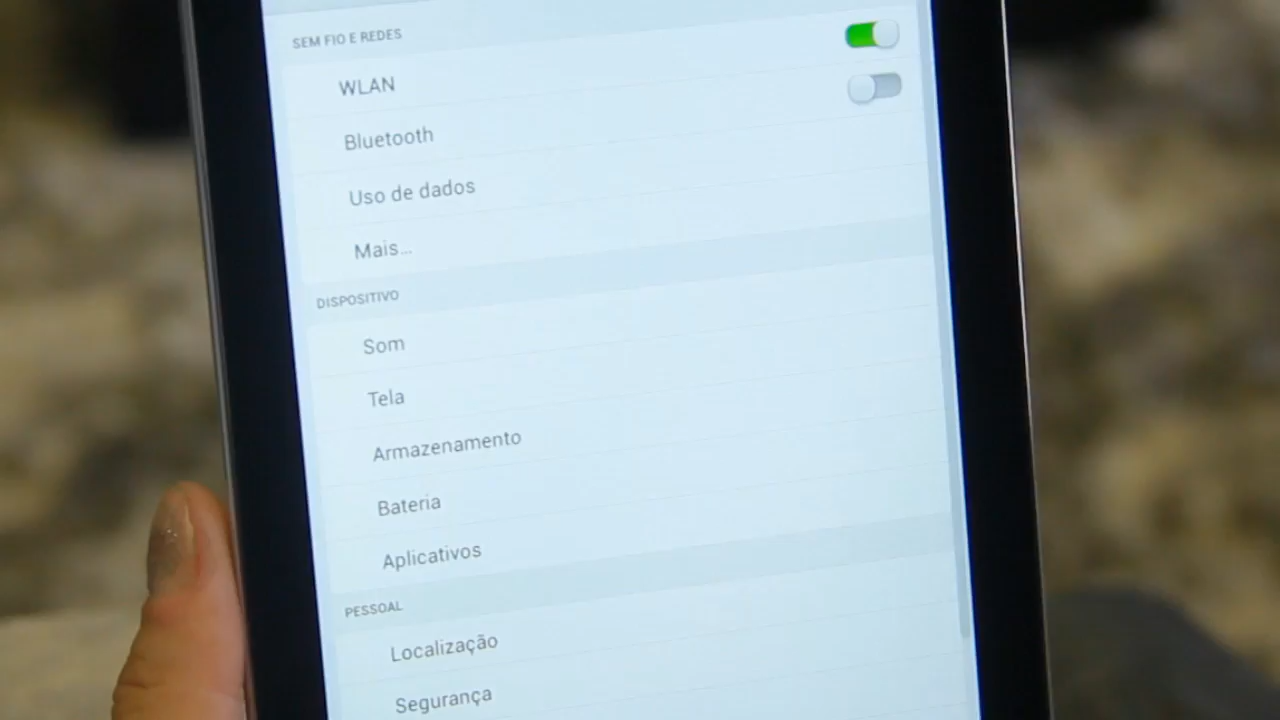 SEM FIO E REDES
WLAN
Bluetooth
Uso de dados
Mais...
DISPOSITIVO
Som
Tela
Armazenamento
Bateria
Aplicativos
PESSOAL
Localização
Segurança